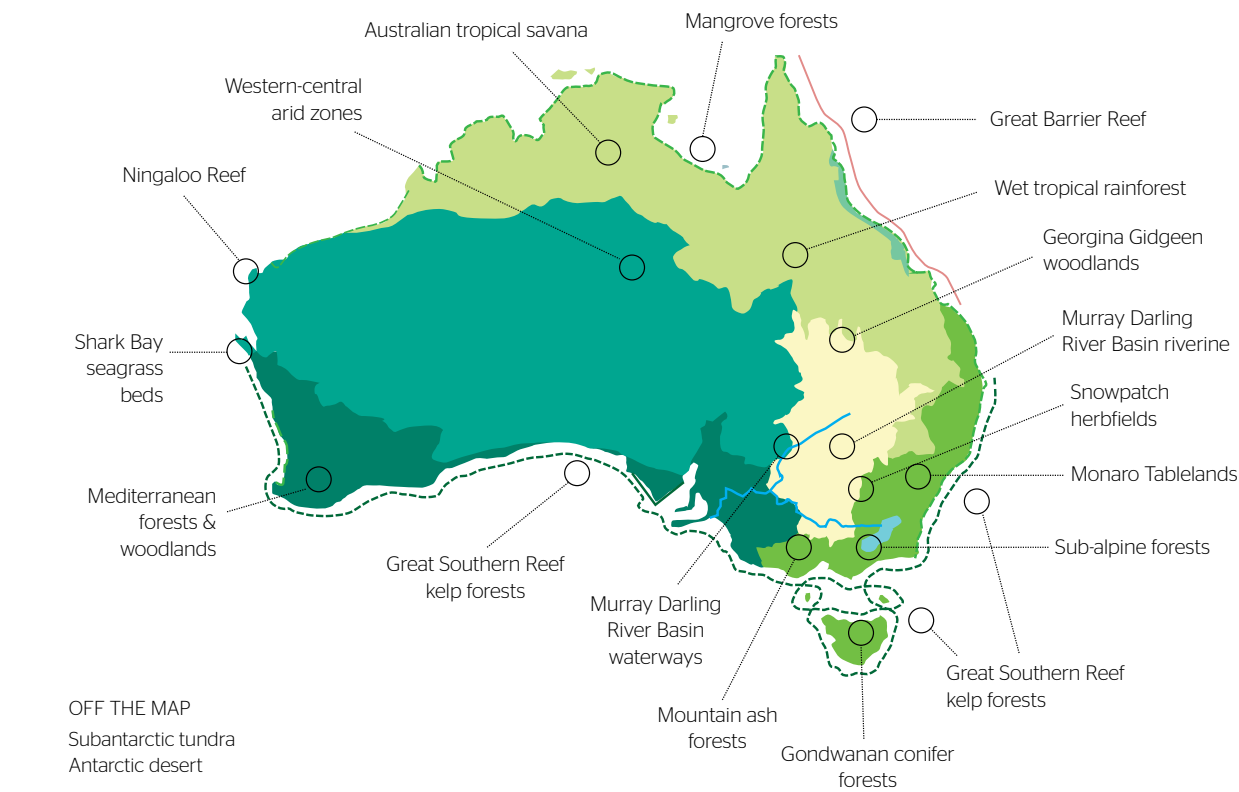 Australian tropical savana
Mangrove forests
Western-central
arid zones
Great Barrier Reef
Ningaloo Reef
Wet tropical rainforest
Georgina Gidgeen
woodlands
Shark Bay
seagrass
beds
Murray Darling
River Basin riverine
Snowpatch
herbfields
Monaro Tablelands
Mediterranean
forests &
woodlands
Great Southern Reef
kelp forests
Sub-alpine forests
Murray Darling
River Basin
waterways
Great Southern Reef
kelp forests
Mountain ash
forests
Gondwanan conifer
forests
OFF THE MAP
Subantarctic tundra
Antarctic desert